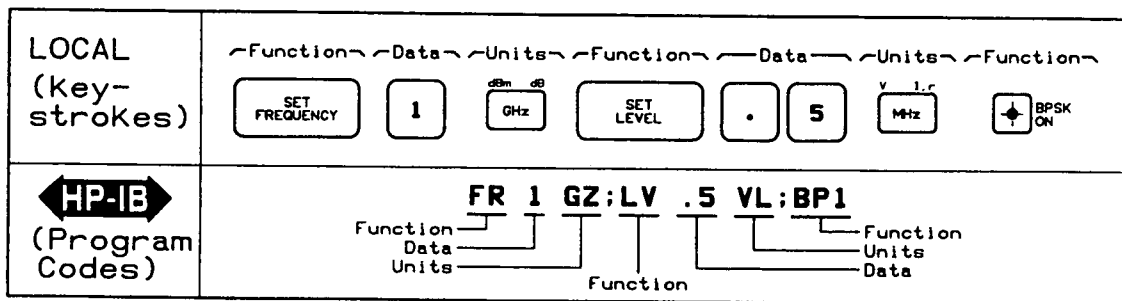 LOCAL
(Key-
strokes)
Function Data Units Function Data Units Function
dBm dB
V 1.r
SET
FREQUENCY
1
GHz
SET
LEVEL
.
5
MHz
BPSK
ON
HP-IB
(Program
Codes)
FR 1 GZ;LV .5 VL;BP1
Function
Data
Units
Function
Function
Units
Data